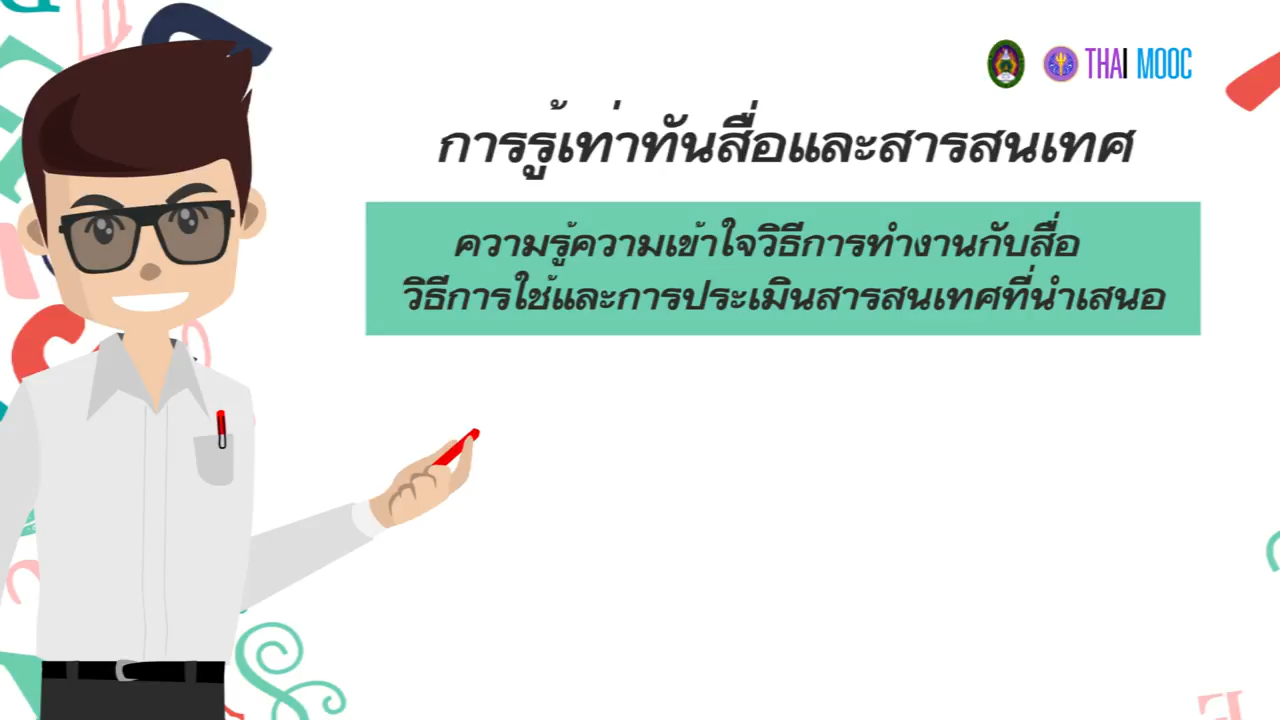 THAI MOOC
การรู้เท่าทันสื่อและสารสนเทศ
ความรู้ความเข้าใจวิธีการทำงานกับสื่อ
วิธีการใช้และการประเมินสารสนเทศที่นำเสนอ